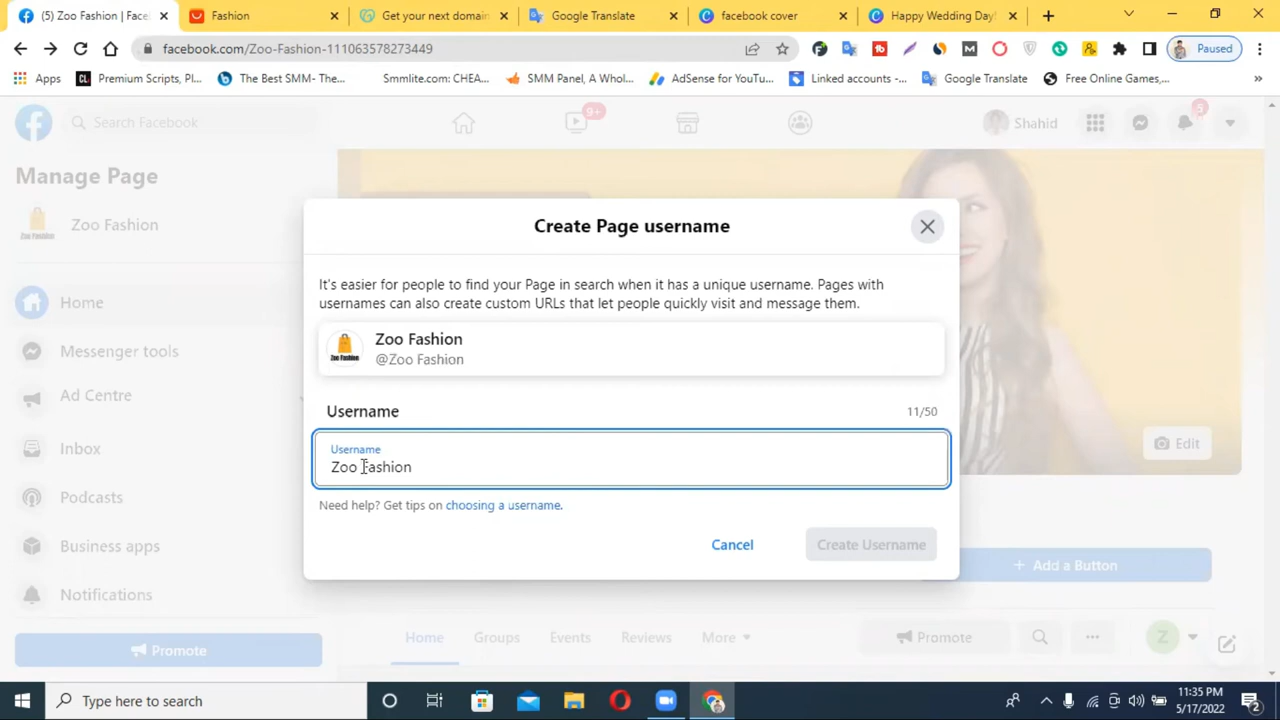 (5) Zoo Fashion | Face
Fashion
Get your next domain
Google Translate
facebook cover
Happy Wedding Day!
facebook.com/Zoo-Fashion-111063578273449
Paused
Apps
Premium Scripts, Pl...
The Best SMM- The...
Smmlite.com: CHEA...
SMM Panel, A Whol...
AdSense for YouTu...
Linked accounts -...
Google Translate
Free Online Games,...
Search Facebook
9+
Shahid
5
Manage Page
Zoo Fashion
Home
Messenger tools
Ad Centre
Inbox
Podcasts
Business apps
Notifications
Promote
Create Page username
It's easier for people to find your Page in search when it has a unique username. Pages with
usernames can also create custom URLs that let people quickly visit and message them.
Zoo Fashion
Zoo Fashion
@Zoo Fashion
Username
11/50
Username
Zoo Fashion
Need help? Get tips on choosing a username.
Cancel
Create Username
Edit
+ Add a Button
Home
Groups
Events
Reviews
More
Promote
Z
Type here to search
11:35 PM
5/17/2022
2